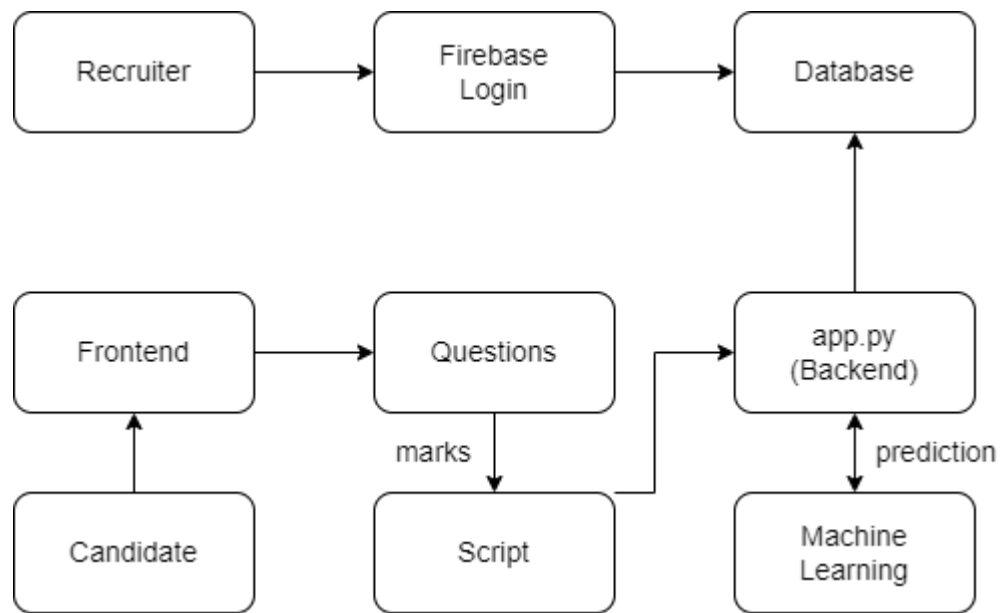 Recruiter
Firebase
Login
Database
Frontend
Questions
app.py
(Backend)
marks
prediction
Candidate
Script
Machine
Learning